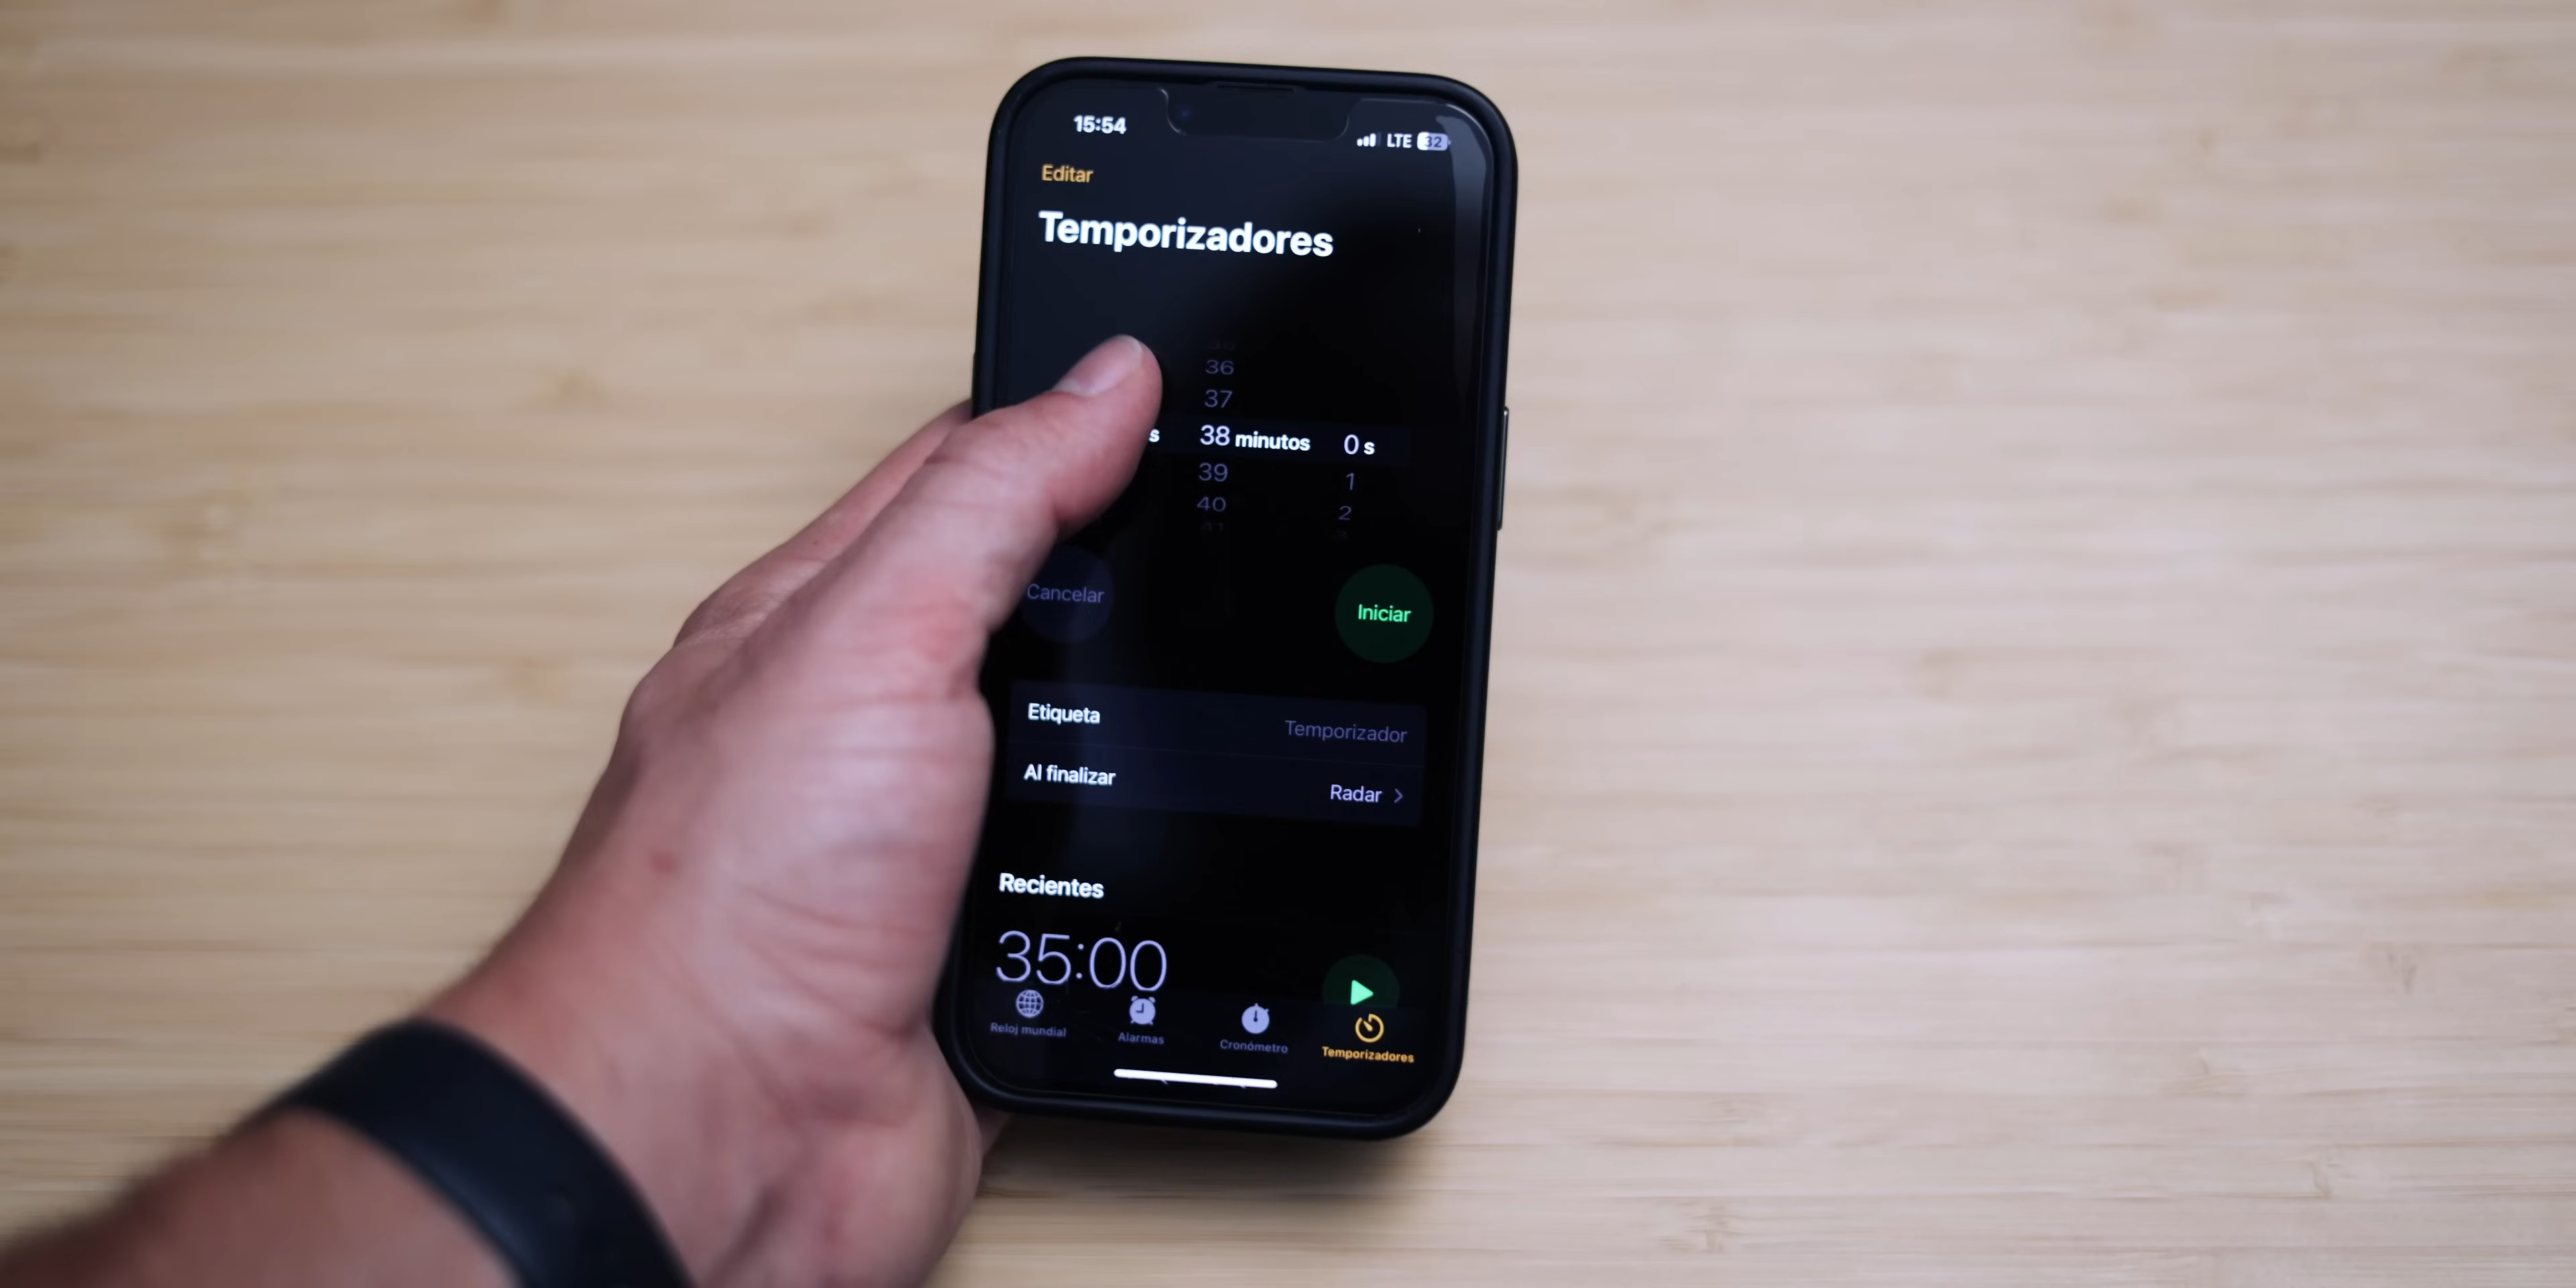 15:54
LTE 32
Editar
Temporizadores
36
37
s 38 minutos 0 s
39 1
40 2
41
Cancelar Iniciar
Etiqueta Temporizador
Al finalizar Radar
Recientes
35:00
Reloj mundial Alarmas Cronómetro Temporizadores